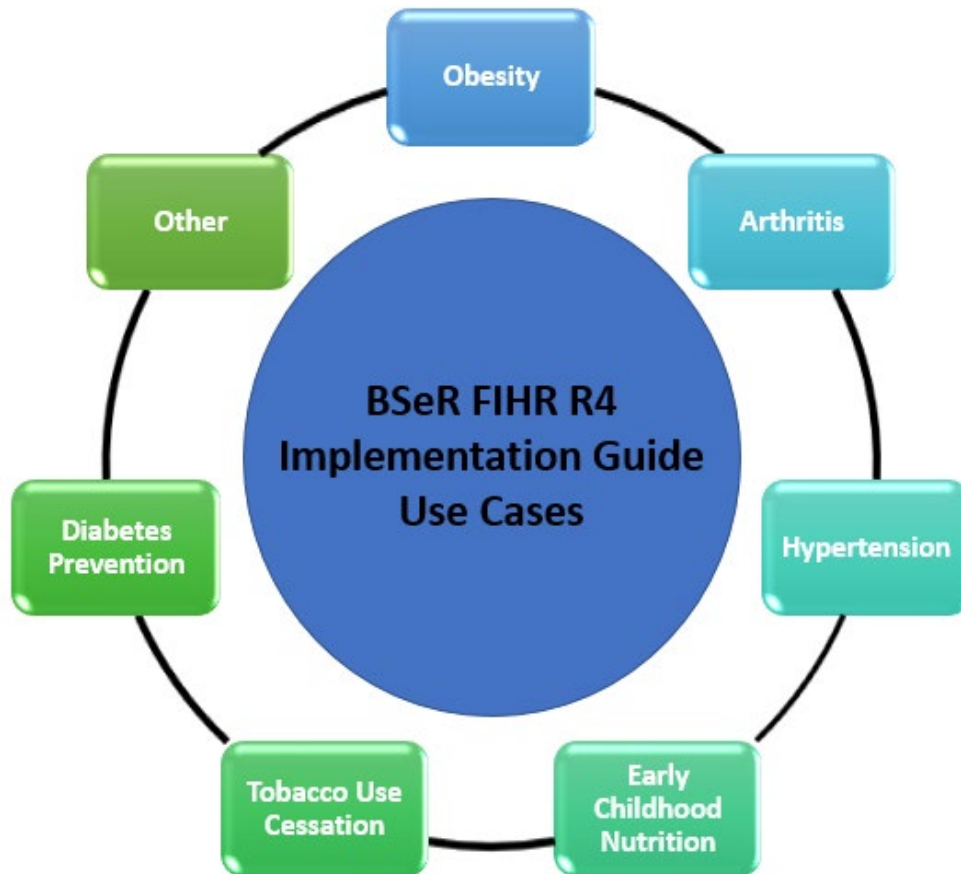 Obesity
Arthritis
Hypertension
Early
Childhood
Nutrition
Tobacco Use
Cessation
Diabetes
Prevention
Other
BSeR FIHR R4
Implementation Guide
Use Cases